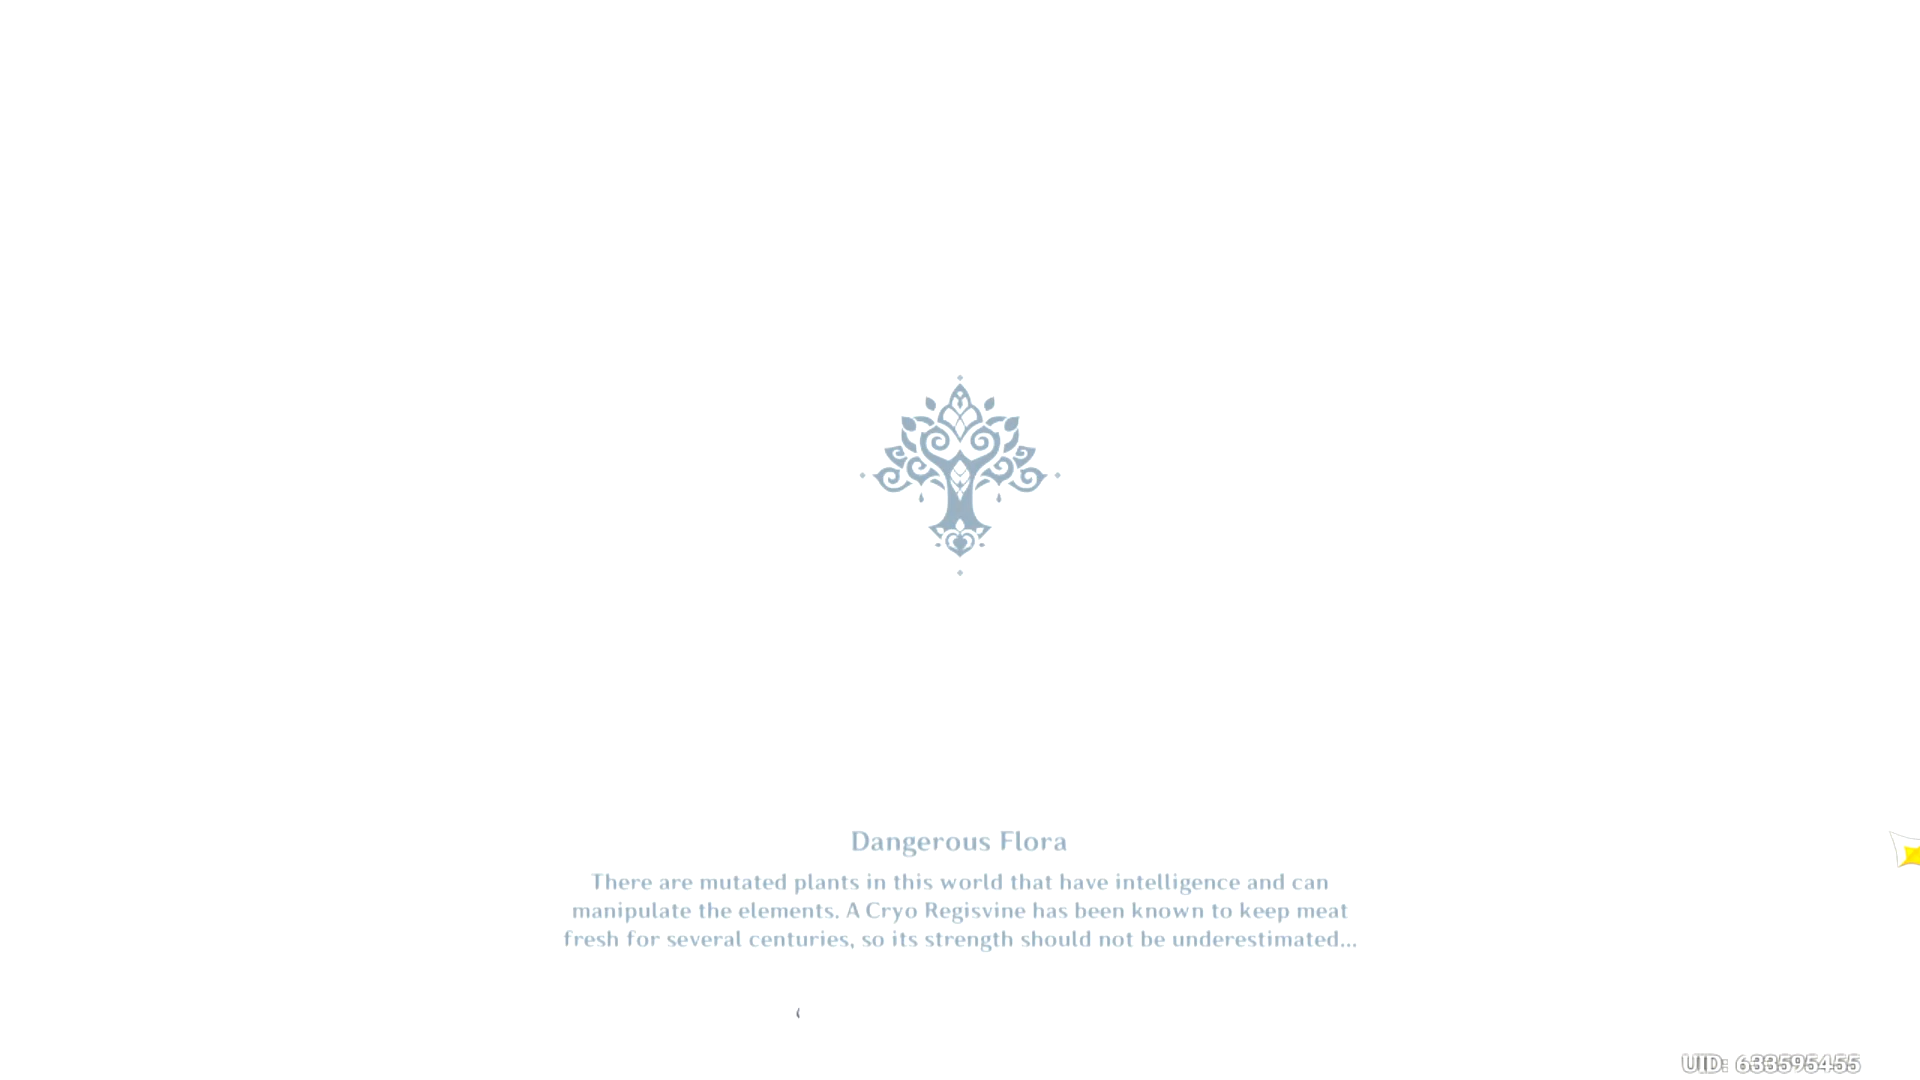 Dangerous Flora
There are mutated plants in this world that have intelligence and can
manipulate the elements. A Cryo Regisvine has been known to keep meat
fresh for several centuries, so its strength should not be underestimated...
UID: 633595455